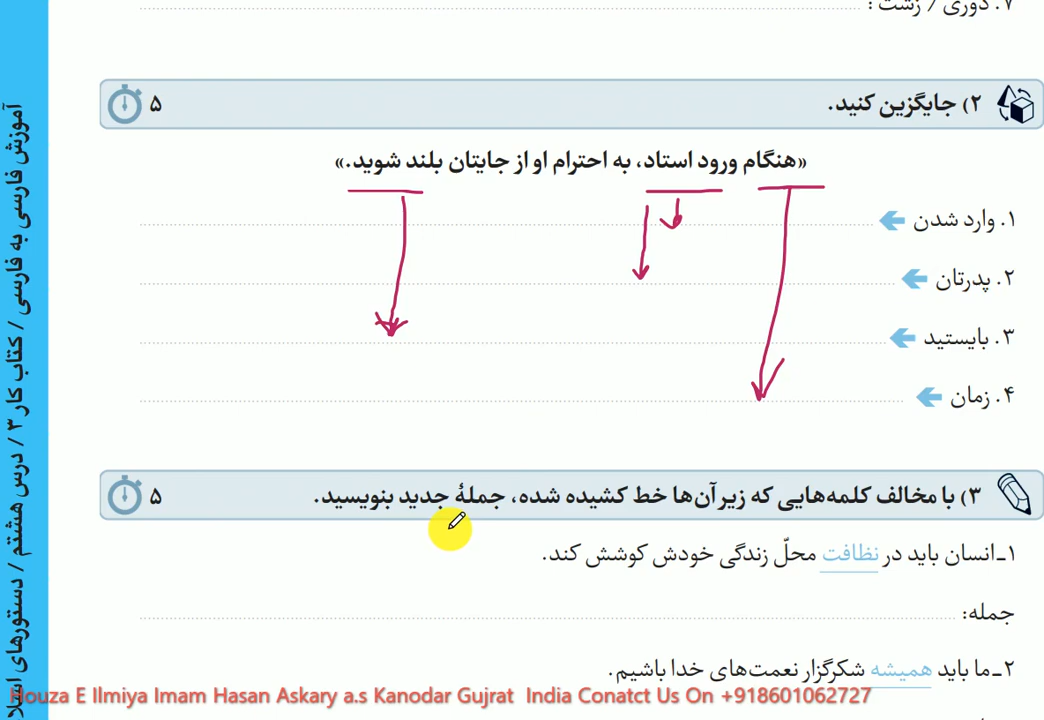 ۷. دوری / زشت :
۲) جایگزین کنید.
۵
«هنگام ورود استاد، به احترام او از جایتان بلند شوید.»
۱. وارد شدن
۲. پدرتان
۳. بایستید
۴. زمان
۳) با مخالف کلمه‌هایی که زیر آن‌ها خط کشیده شده، جملهٔ جدید بنویسید.
۵
۱ـ انسان باید در نظافت محلّ زندگی خودش کوشش کند.
جمله:
۲ـ ما باید همیشه شکرگزار نعمت‌های خدا باشیم.
Houza E Ilmiya Imam Hasan Askary a.s Kanodar Gujrat India Conatct Us On +918601062727
آموزش فارسی به فارسی / کتاب کار ۳ / درس هشتم / دستورهای